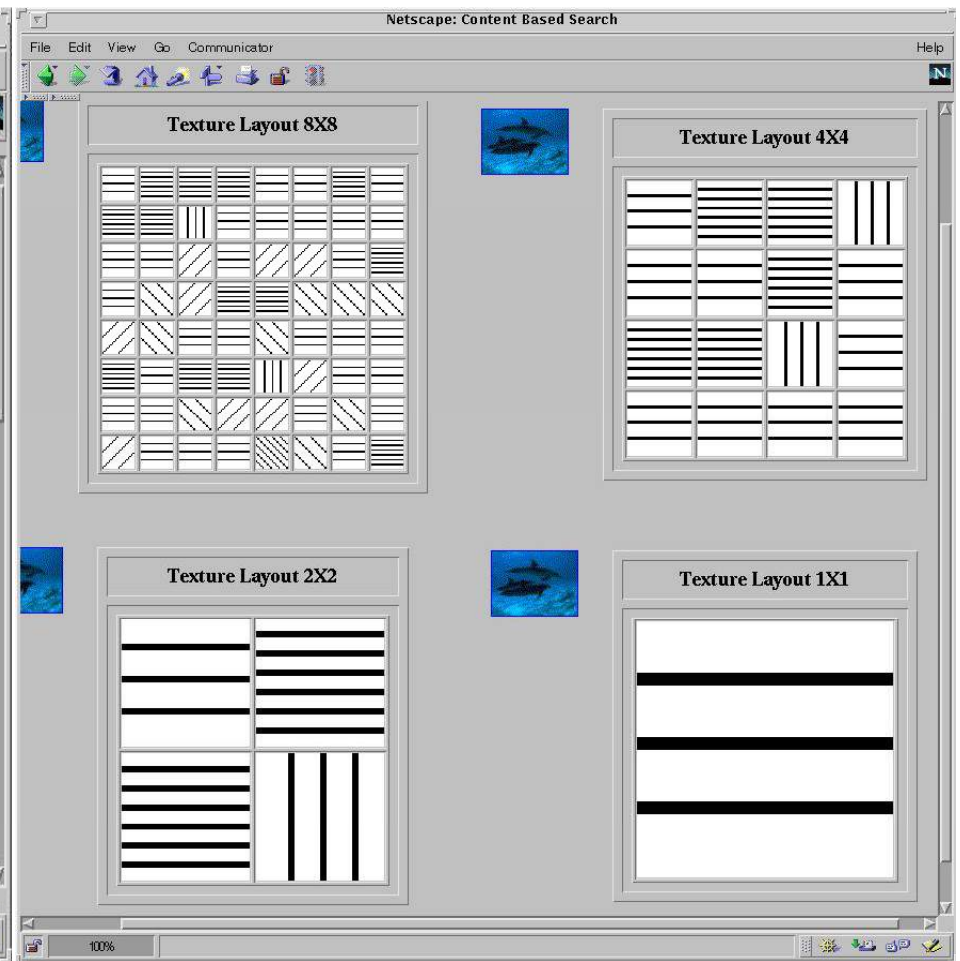 Netscape: Content Based Search
File Edit View Go Communicator Help
N
Texture Layout 8X8
Texture Layout 4X4
Texture Layout 2X2
Texture Layout 1X1
100%